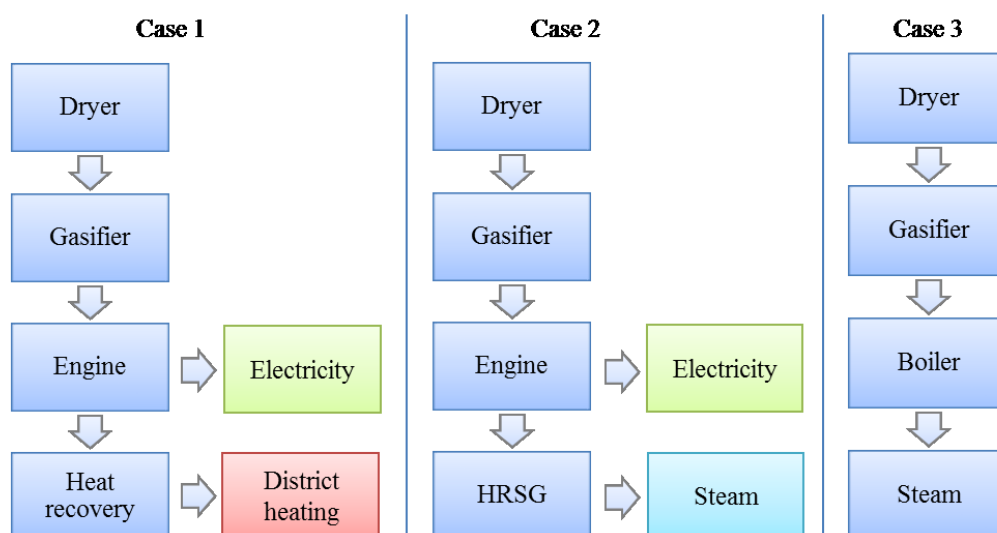 Case 1
Dryer
Gasifier
Engine
Electricity
Heat
recovery
District
heating
Case 2
Dryer
Gasifier
Engine
Electricity
HRSG
Steam
Case 3
Dryer
Gasifier
Boiler
Steam